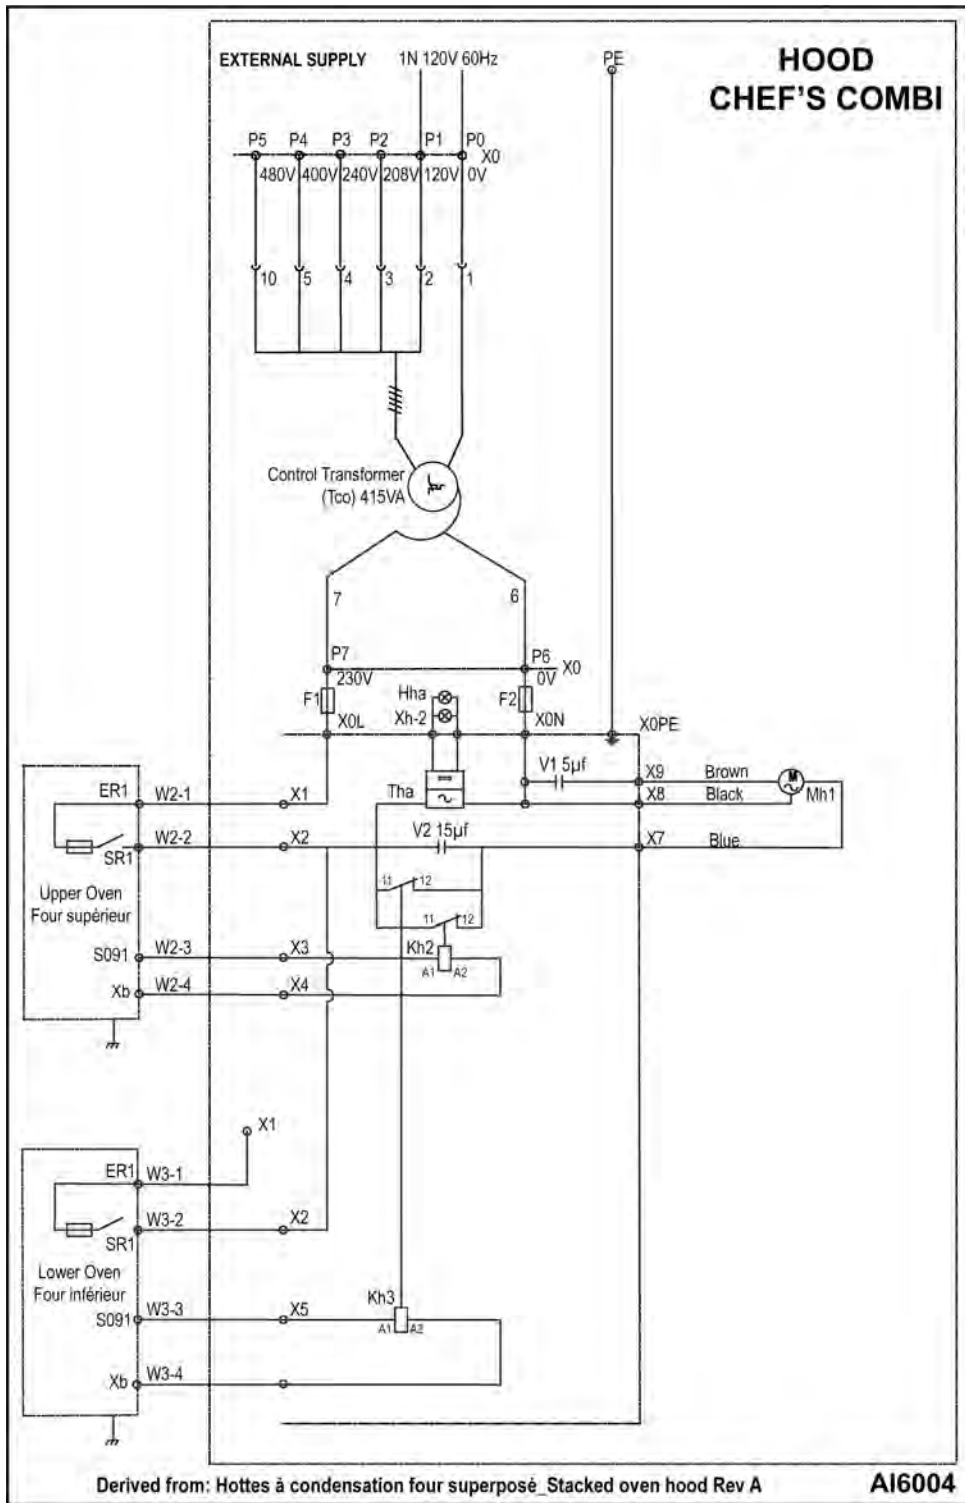 EXTERNAL SUPPLY 1N 120V 60Hz PE
HOOD
CHEF'S COMBI
P5 P4 P3 P2 P1 P0 X0
480V 400V 240V 208V 120V 0V
10 5 4 3 2 1
Control Transformer
(Tco) 415VA
7 6
P7 P6 X0
230V 0V
F1 Hha F2
Xh-2
X0L X0N X0PE
V1 5µf X9 Brown M
ER1 W2-1 X1 Tha X8 Black Mh1
W2-2 X2 V2 15µf X7 Blue
SR1
Upper Oven
Four supérieur
11 12
11 12
S091 W2-3 X3 Kh2
A1 A2
Xb W2-4 X4
X1
ER1 W3-1
W3-2 X2
SR1
Lower Oven
Four inférieur
Kh3
S091 W3-3 X5
A1 A2
Xb W3-4
Derived from: Hottes à condensation four superposé_Stacked oven hood Rev A AI6004